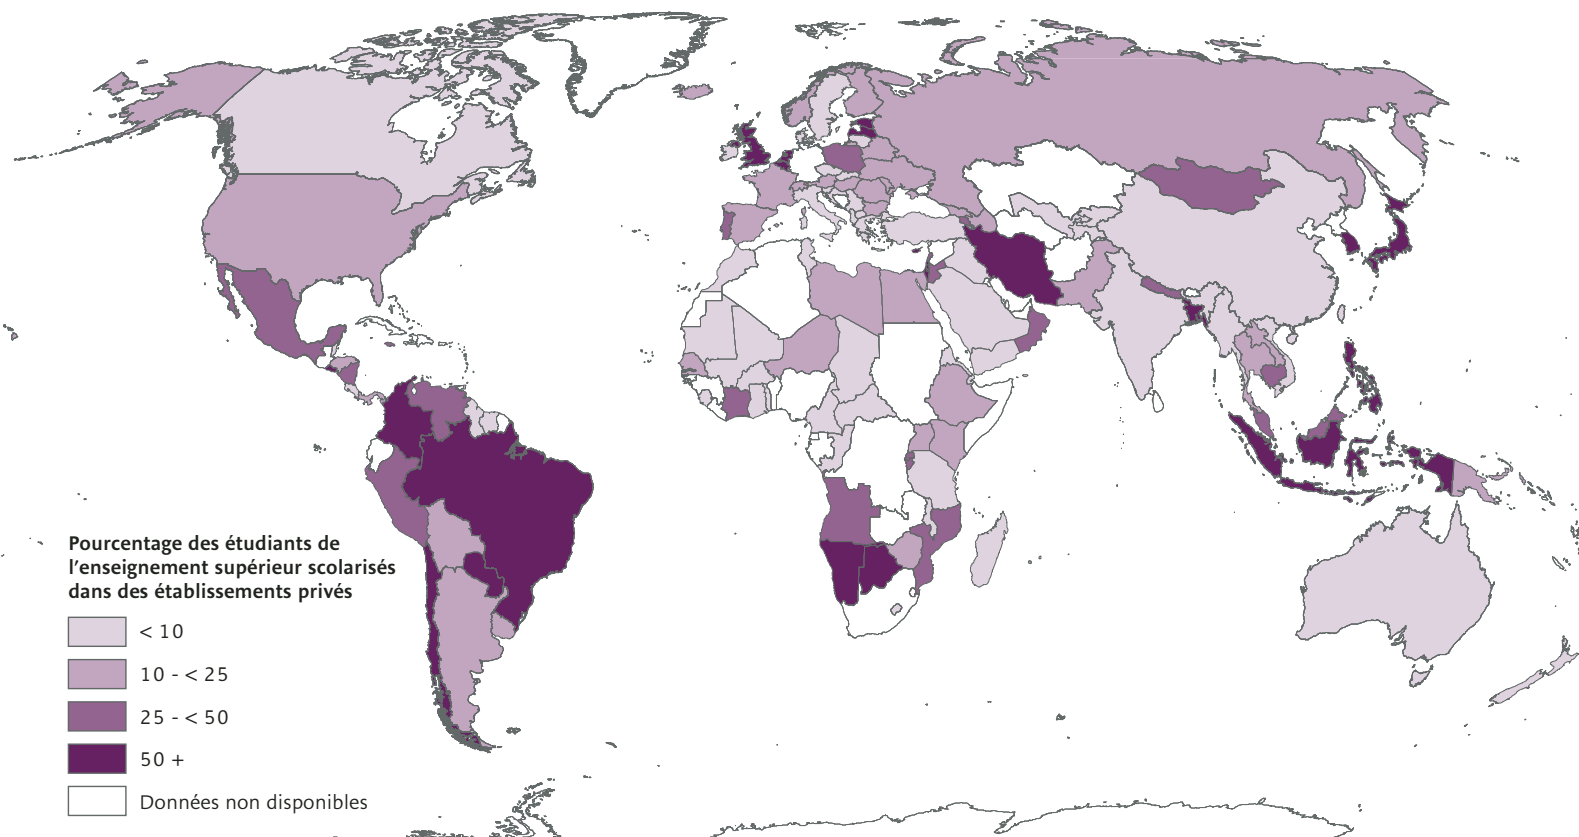 Pourcentage des étudiants de
l'enseignement supérieur scolarisés
dans des établissements privés
< 10
10 - < 25
25 - < 50
50 +
Données non disponibles